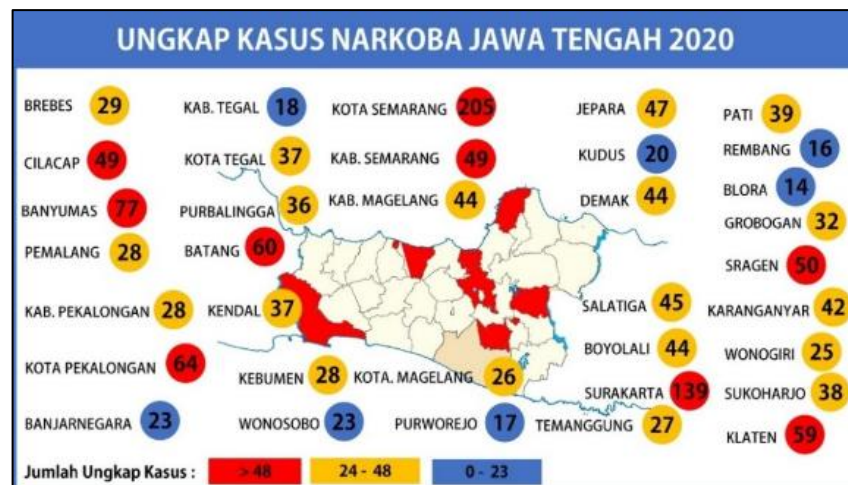 UNGKAP KASUS NARKOBA JAWA TENGAH 2020
BREBES 29
KAB. TEGAL 18
KOTA SEMARANG 205
JEPARA 47
PATI 39
CILACAP 49
KOTA TEGAL 37
KAB. SEMARANG 49
KUDUS 20
REMBANG 16
BANYUMAS 77
PURBALINGGA 36
KAB. MAGELANG 44
DEMAK 44
BLORA 14
PEMALANG 28
BATANG 60
GROBOGAN 32
SRAGEN 50
KAB. PEKALONGAN 28
KENDAL 37
SALATIGA 45
KARANGANYAR 42
KOTA PEKALONGAN 64
KEBUMEN 28
KOTA. MAGELANG 26
BOYOLALI 44
WONOGIRI 25
SURAKARTA 139
SUKOHARJO 38
BANJARNEGARA 23
WONOSOBO 23
PURWOREJO 17
TEMANGGUNG 27
KLATEN 59
Jumlah Ungkap Kasus : > 48 24 - 48 0 - 23